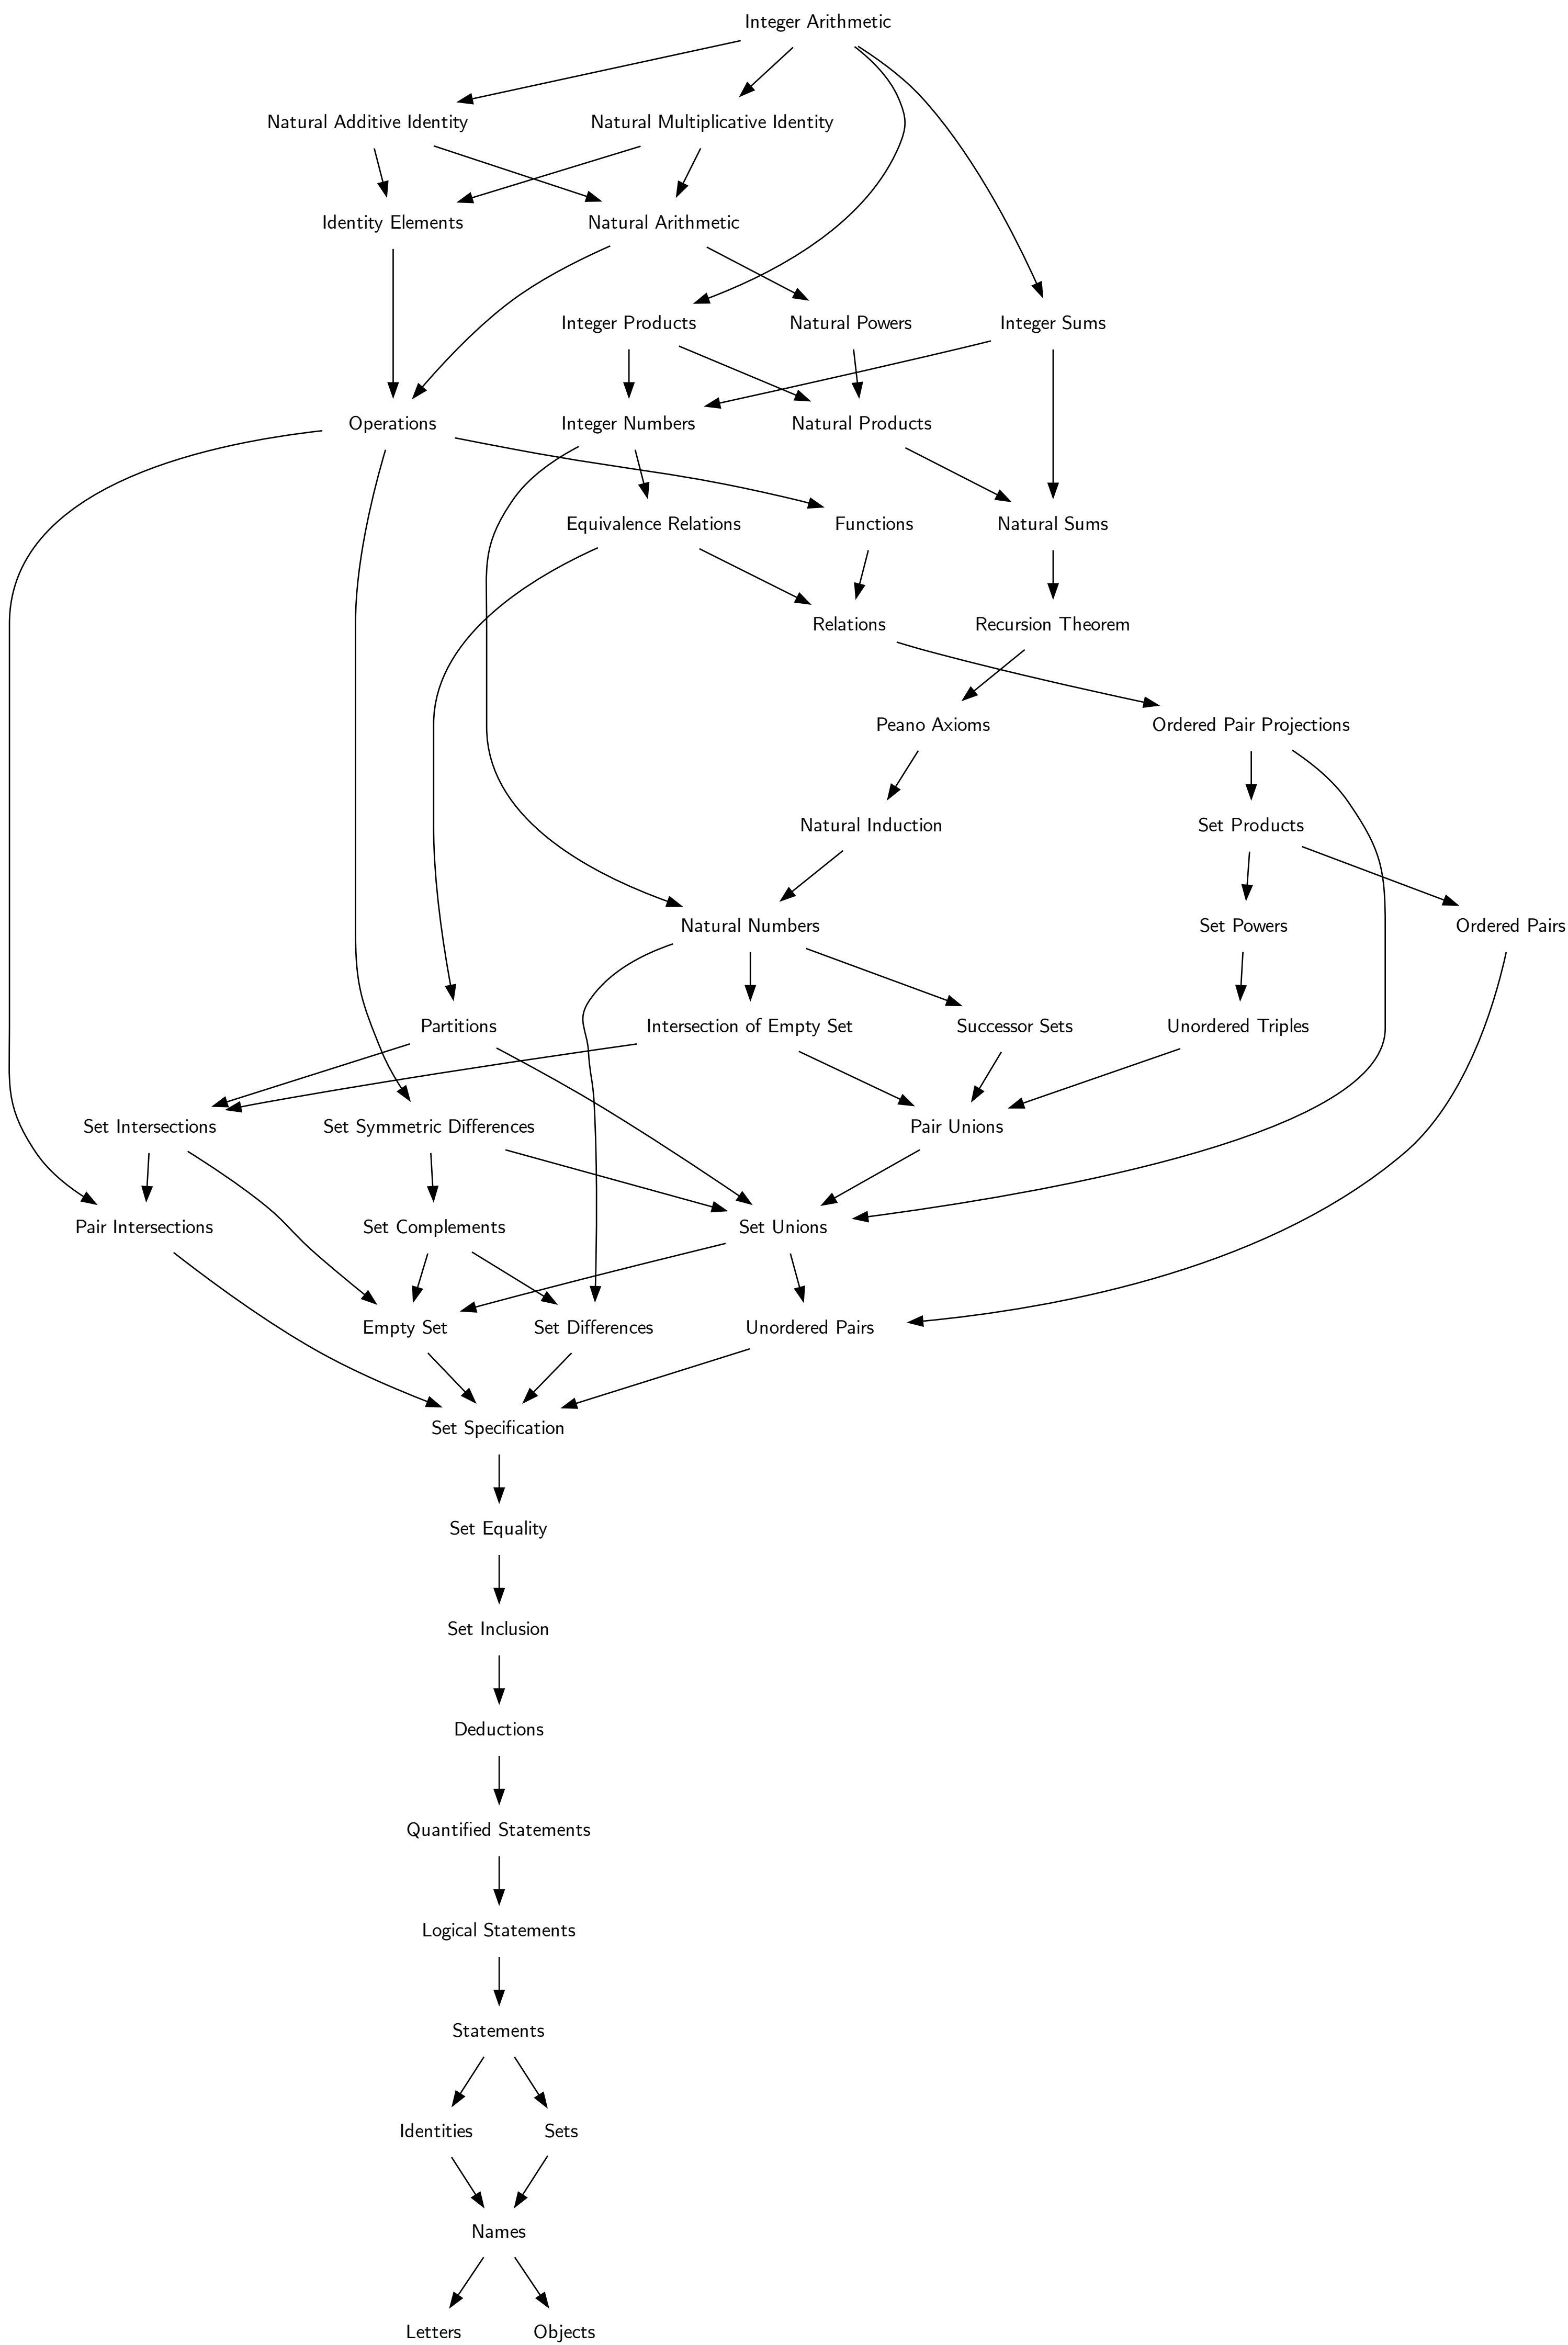 Integer Arithmetic
Natural Additive Identity
Natural Multiplicative Identity
Identity Elements
Natural Arithmetic
Integer Products
Natural Powers
Integer Sums
Operations
Integer Numbers
Natural Products
Equivalence Relations
Functions
Natural Sums
Relations
Recursion Theorem
Peano Axioms
Ordered Pair Projections
Natural Induction
Set Products
Natural Numbers
Set Powers
Ordered Pairs
Partitions
Intersection of Empty Set
Successor Sets
Unordered Triples
Set Intersections
Set Symmetric Differences
Pair Unions
Pair Intersections
Set Complements
Set Unions
Empty Set
Set Differences
Unordered Pairs
Set Specification
Set Equality
Set Inclusion
Deductions
Quantified Statements
Logical Statements
Statements
Identities
Sets
Names
Letters
Objects